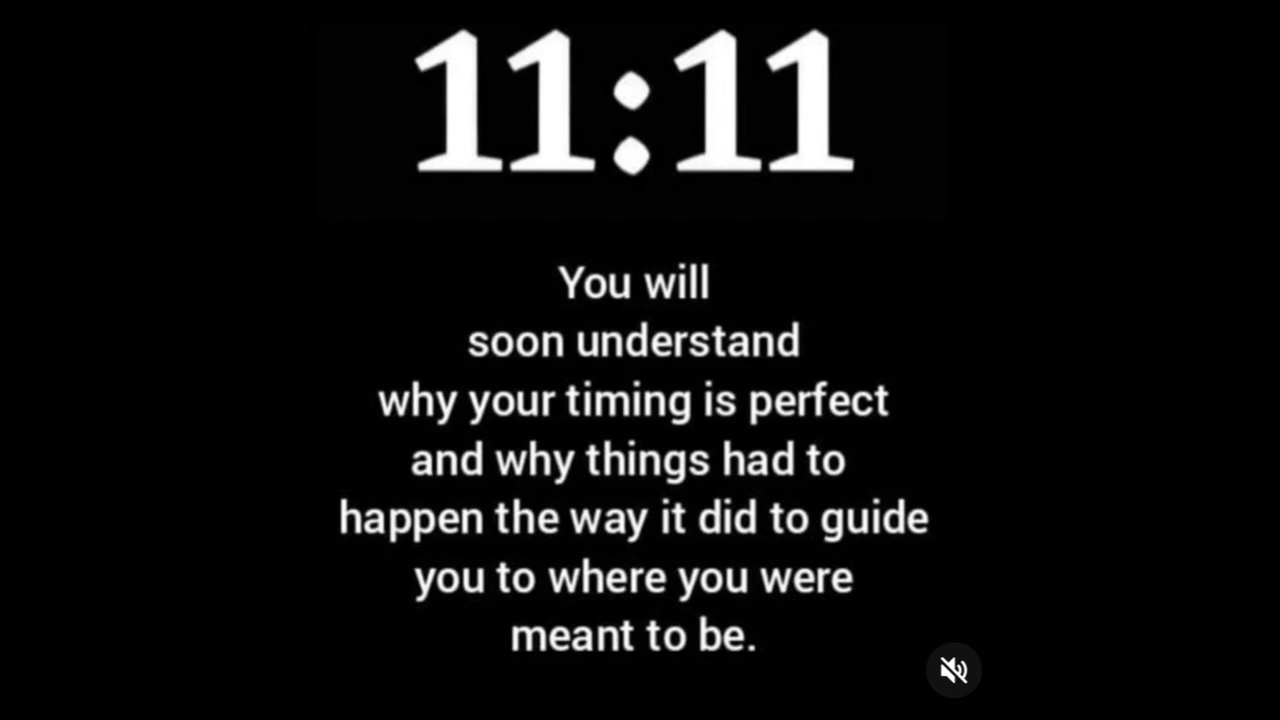 11:11
You will
soon understand
why your timing is perfect
and why things had to
happen the way it did to guide
you to where you were
meant to be.